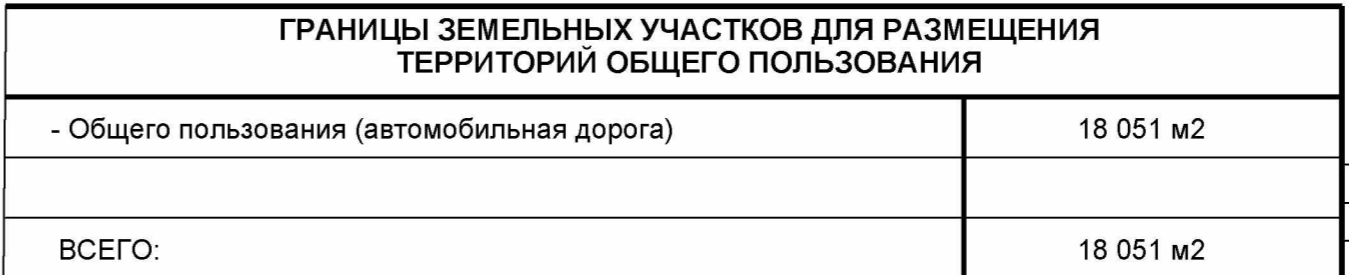 ГРАНИЦЫ ЗЕМЕЛЬНЫХ УЧАСТКОВ ДЛЯ РАЗМЕЩЕНИЯ
ТЕРРИТОРИЙ ОБЩЕГО ПОЛЬЗОВАНИЯ
- Общего пользования (автомобильная дорога) 18 051 м2
ВСЕГО: 18 051 м2